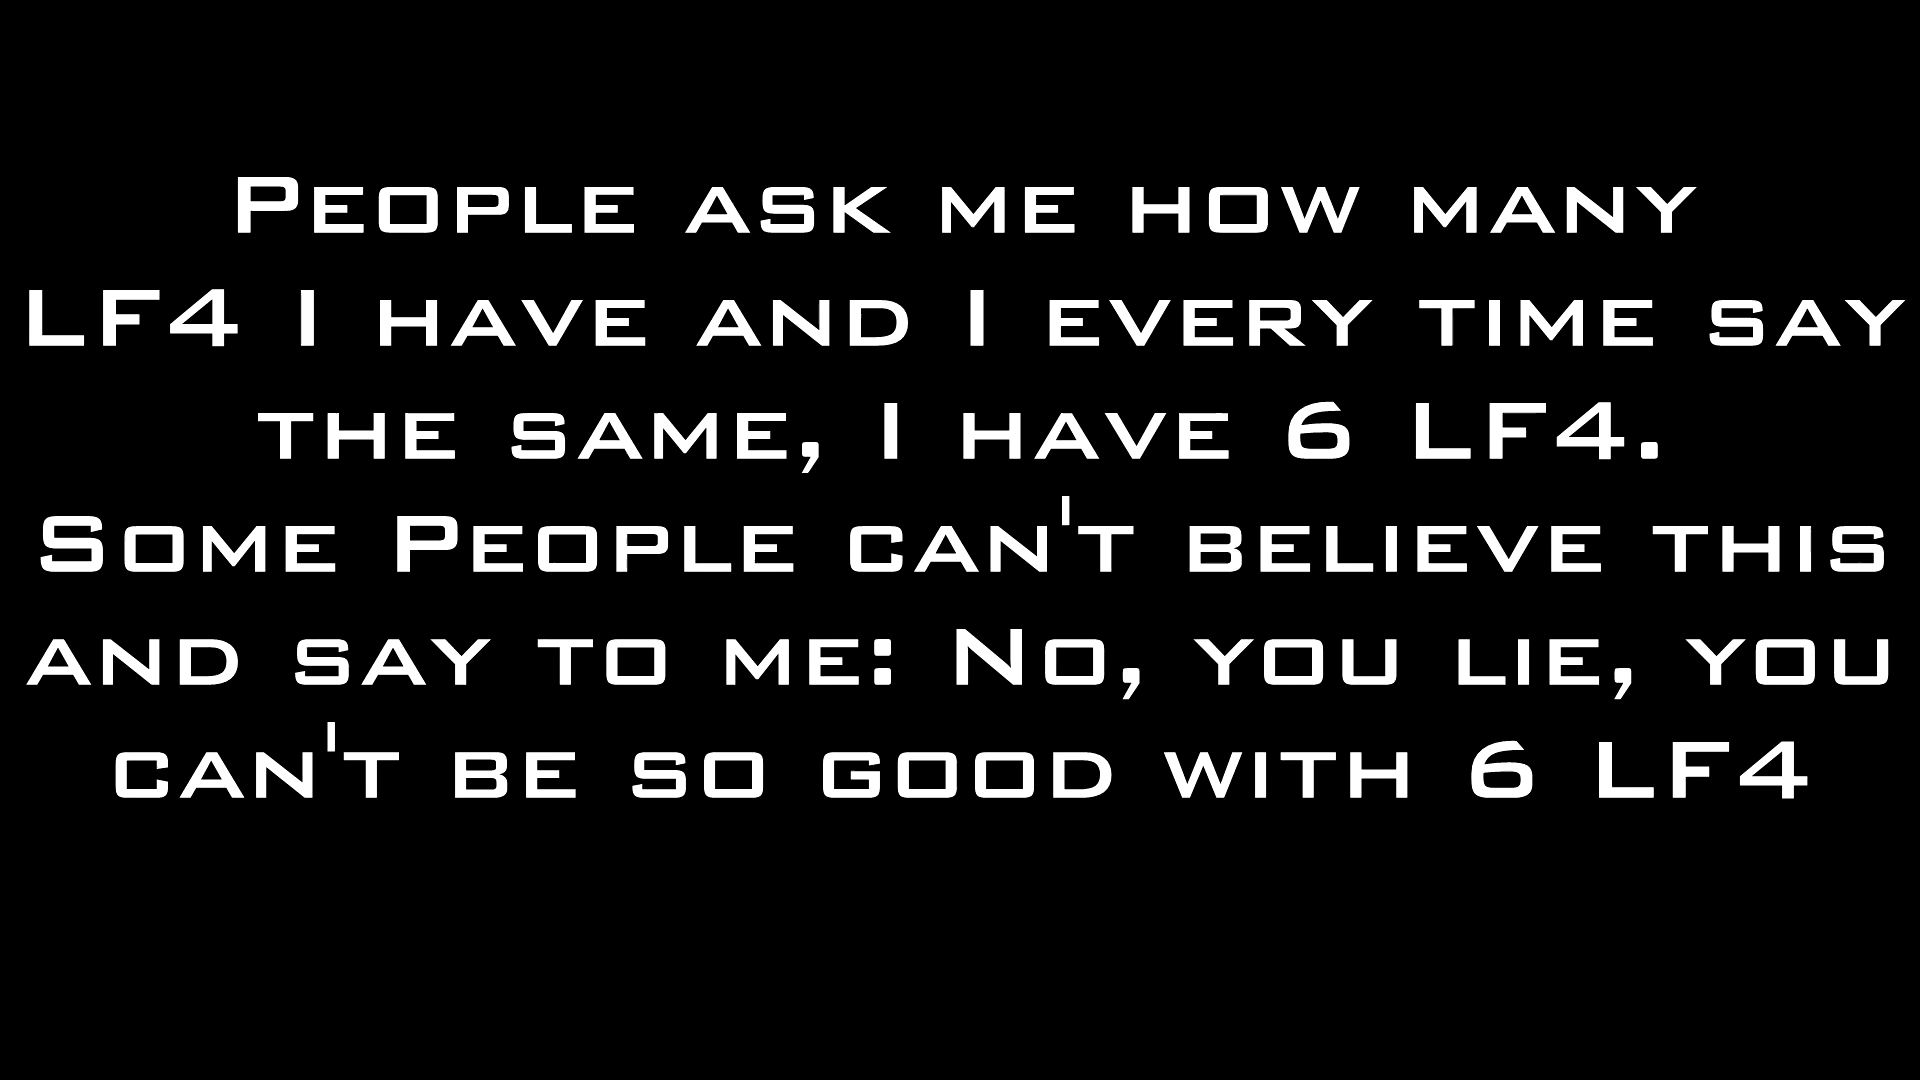 People ask me how many
LF4 I have and I every time say
the same, I have 6 LF4.
Some People can't believe this
and say to me: No, you lie, you
can't be so good with 6 LF4